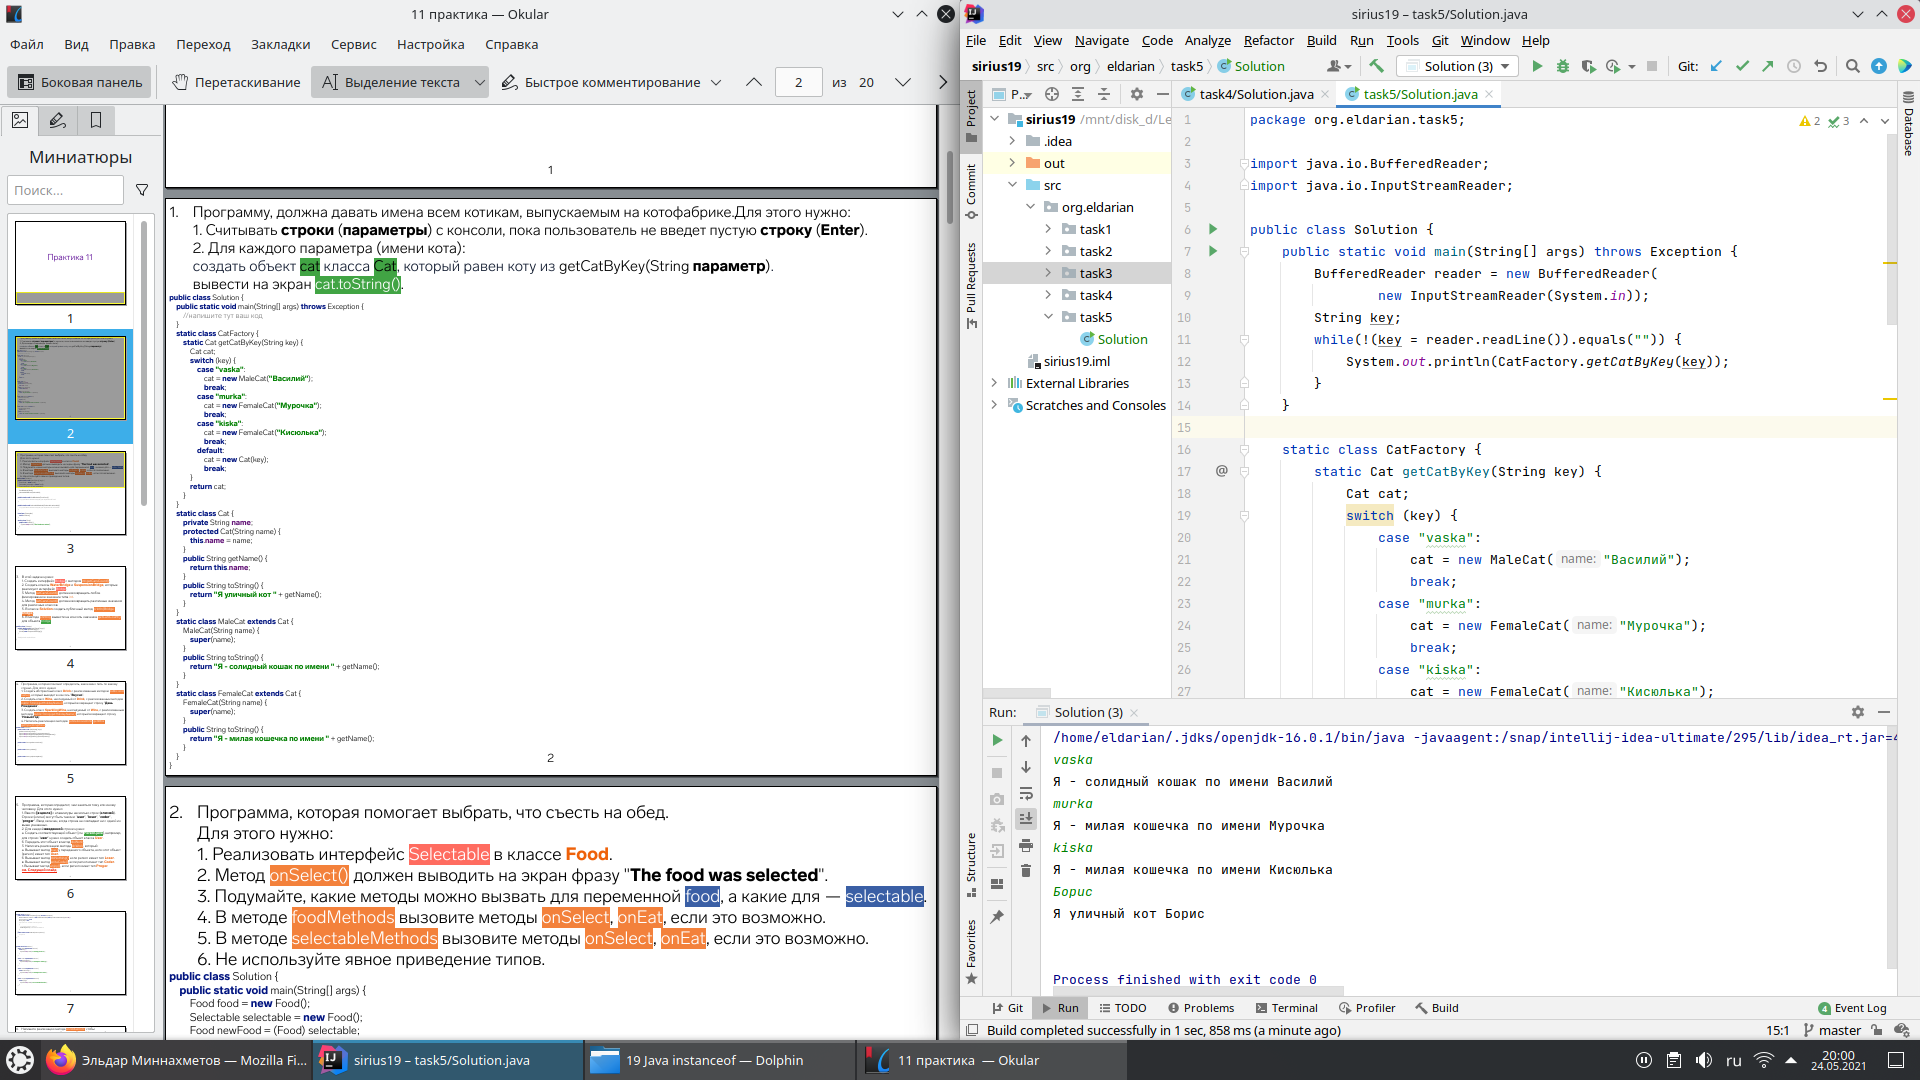 11 практика — Okular
Файл Вид Правка Переход Закладки Сервис Настройка Справка
Боковая панель Перетаскивание Выделение текста Быстрое комментирование 2 из 20
Миниатюры
Поиск...
Практика 11
1
2
3
4
5
6
7
1
1. Программу, должна давать имена всем котикам, выпускаемым на котофабрике.Для этого нужно:
1. Считывать строки (параметры) с консоли, пока пользователь не введет пустую строку (Enter).
2. Для каждого параметра (имени кота):
создать объект cat класса Cat, который равен коту из getCatByKey(String параметр).
вывести на экран cat.toString().
public class Solution {
public static void main(String[] args) throws Exception {
//напишите тут ваш код
}
static class CatFactory {
static Cat getCatByKey(String key) {
Cat cat;
switch (key) {
case "vaska":
cat = new MaleCat("Василий");
break;
case "murka":
cat = new FemaleCat("Мурочка");
break;
case "kiska":
cat = new FemaleCat("Кисюлька");
break;
default:
cat = new Cat(key);
break;
}
return cat;
}
}
static class Cat {
private String name;
protected Cat(String name) {
this.name = name;
}
public String getName() {
return this.name;
}
public String toString() {
return "Я уличный кот " + getName();
}
}
static class MaleCat extends Cat {
MaleCat(String name) {
super(name);
}
public String toString() {
return "Я - солидный кошак по имени " + getName();
}
}
static class FemaleCat extends Cat {
FemaleCat(String name) {
super(name);
}
public String toString() {
return "Я - милая кошечка по имени " + getName();
}
}
}
2
2. Программа, которая помогает выбрать, что съесть на обед.
Для этого нужно:
1. Реализовать интерфейс Selectable в классе Food.
2. Метод onSelect() должен выводить на экран фразу "The food was selected".
3. Подумайте, какие методы можно вызвать для переменной food, а какие для — selectable.
4. В методе foodMethods вызовите методы onSelect, onEat, если это возможно.
5. В методе selectableMethods вызовите методы onSelect, onEat, если это возможно.
6. Не используйте явное приведение типов.
public class Solution {
public static void main(String[] args) {
Food food = new Food();
Selectable selectable = new Food();
Food newFood = (Food) selectable;
sirius19 – task5/Solution.java
File Edit View Navigate Code Analyze Refactor Build Run Tools Git Window Help
sirius19 src org eldarian task5 Solution Solution (3) Git:
Project
Commit
Pull Requests
Structure
Favorites
Database
P..
task4/Solution.java task5/Solution.java
sirius19 /mnt/disk_d/Le
.idea
out
src
org.eldarian
task1
task2
task3
task4
task5
Solution
sirius19.iml
External Libraries
Scratches and Consoles
2 3
1 package org.eldarian.task5;
2
3 import java.io.BufferedReader;
4 import java.io.InputStreamReader;
5
6 public class Solution {
7 public static void main(String[] args) throws Exception {
8 BufferedReader reader = new BufferedReader(
9 new InputStreamReader(System.in));
10 String key;
11 while(!(key = reader.readLine()).equals("")) {
12 System.out.println(CatFactory.getCatByKey(key));
13 }
14 }
15
16 static class CatFactory {
17 @ static Cat getCatByKey(String key) {
18 Cat cat;
19 switch (key) {
20 case "vaska":
21 cat = new MaleCat( name: "Василий");
22 break;
23 case "murka":
24 cat = new FemaleCat( name: "Мурочка");
25 break;
26 case "kiska":
27 cat = new FemaleCat( name: "Кисюлька");
Run: Solution (3)
/home/eldarian/.jdks/openjdk-16.0.1/bin/java -javaagent:/snap/intellij-idea-ultimate/295/lib/idea_rt.jar=4
vaska
Я - солидный кошак по имени Василий
murka
Я - милая кошечка по имени Мурочка
kiska
Я - милая кошечка по имени Кисюлька
Борис
Я уличный кот Борис
Process finished with exit code 0
Git Run TODO Problems Terminal Profiler Build 4 Event Log
Build completed successfully in 1 sec, 858 ms (a minute ago) 15:1 master
Эльдар Миннахметов — Mozilla Fi... sirius19 – task5/Solution.java 19 Java instanceof — Dolphin 11 практика — Okular ru 20:00
24.05.2021